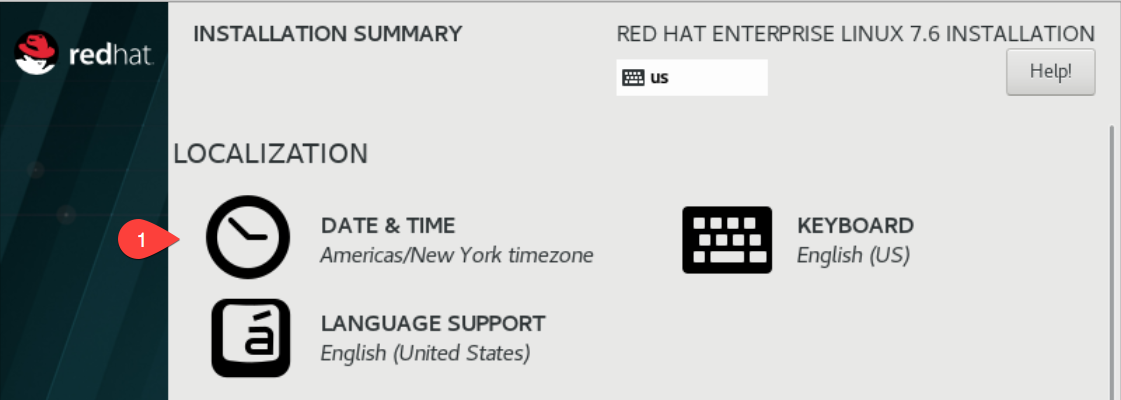 redhat.
INSTALLATION SUMMARY
RED HAT ENTERPRISE LINUX 7.6 INSTALLATION
us
Help!
LOCALIZATION
1
DATE & TIME
Americas/New York timezone
KEYBOARD
English (US)
á
LANGUAGE SUPPORT
English (United States)